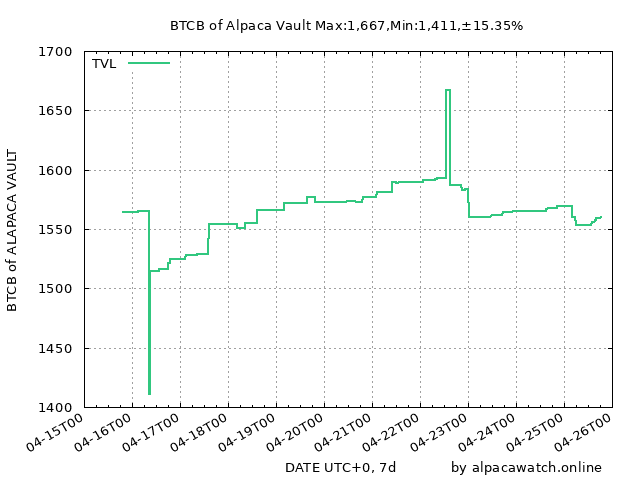 BTCB of Alpaca Vault Max:1,667,Min:1,411,±15.35%
TVL
BTCB of ALAPACA VAULT
1700
1650
1600
1550
1500
1450
1400
04-15T00
04-16T00
04-17T00
04-18T00
04-19T00
04-20T00
04-21T00
04-22T00
04-23T00
04-24T00
04-25T00
04-26T00
DATE UTC+0, 7d
by alpacawatch.online